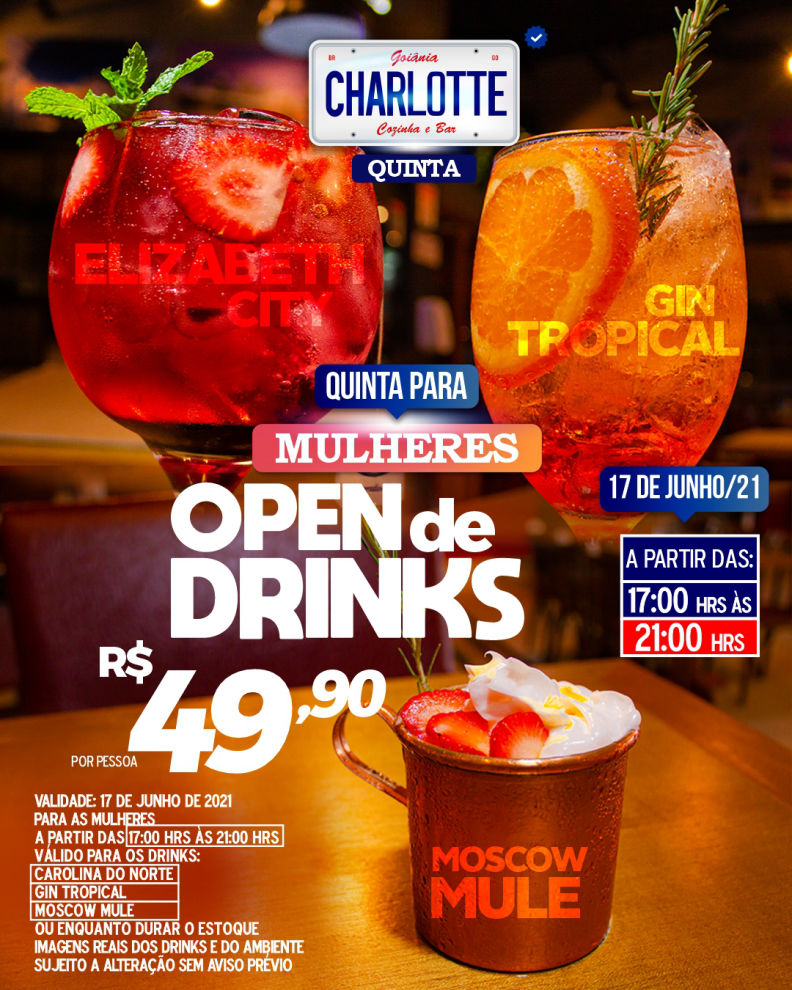 BR Goiânia GO
CHARLOTTE
Cozinha e Bar
QUINTA
ELIZABETH
CITY
GIN
TROPICAL
QUINTA PARA
MULHERES
OPEN de
DRINKS
R$ 49,90
POR PESSOA
17 DE JUNHO/21
A PARTIR DAS:
17:00 HRS ÀS
21:00 HRS
MOSCOW
MULE
VALIDADE: 17 DE JUNHO DE 2021
PARA AS MULHERES
A PARTIR DAS 17:00 HRS ÀS 21:00 HRS
VÁLIDO PARA OS DRINKS:
CAROLINA DO NORTE
GIN TROPICAL
MOSCOW MULE
OU ENQUANTO DURAR O ESTOQUE
IMAGENS REAIS DOS DRINKS E DO AMBIENTE
SUJEITO A ALTERAÇÃO SEM AVISO PRÉVIO